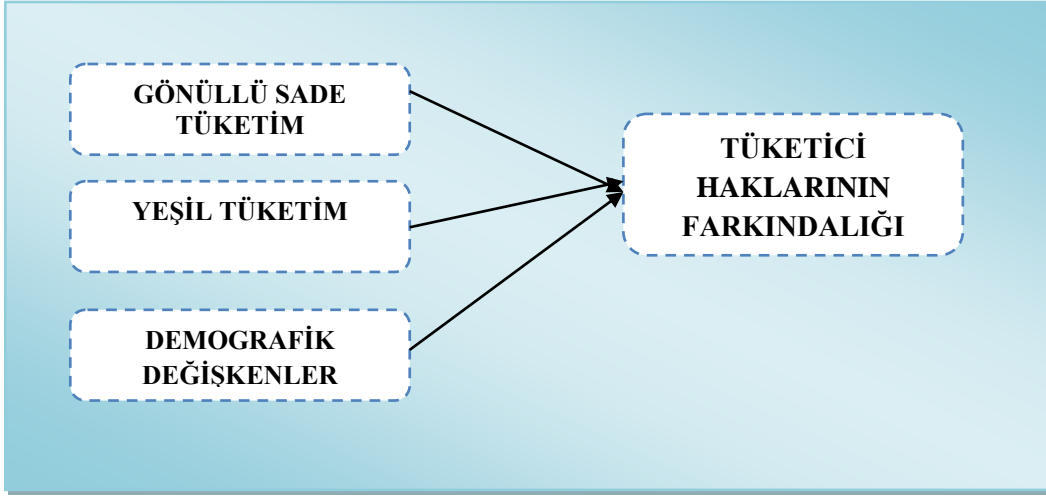 GÖNÜLLÜ SADE
TÜKETİM
YEŞİL TÜKETİM
DEMOGRAFİK
DEĞİŞKENLER
TÜKETİCİ
HAKLARININ
FARKINDALIĞI